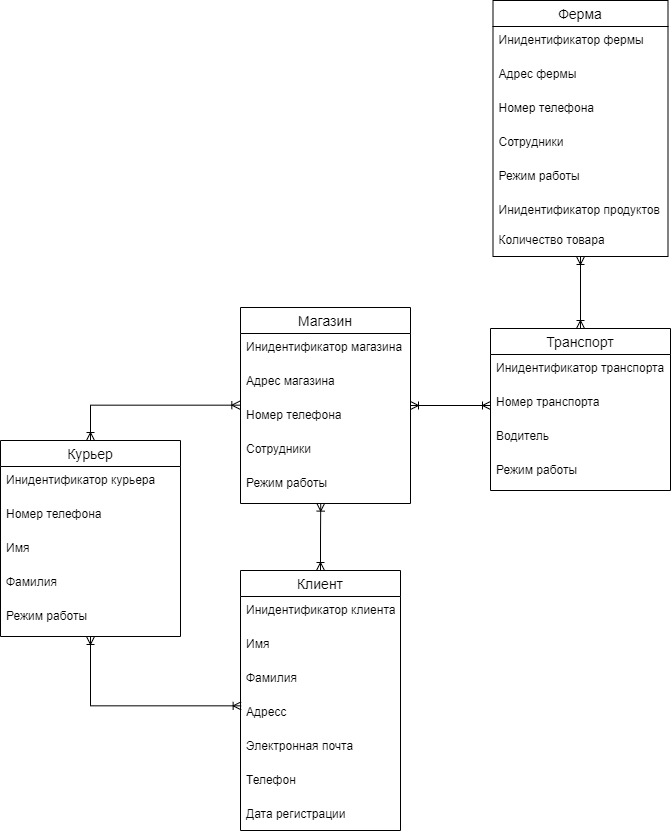 Ферма
Инидентификатор фермы
Адрес фермы
Номер телефона
Сотрудники
Режим работы
Инидентификатор продуктов
Количество товара
Магазин
Инидентификатор магазина
Адрес магазина
Номер телефона
Сотрудники
Режим работы
Транспорт
Инидентификатор транспорта
Номер транспорта
Водитель
Режим работы
Курьер
Инидентификатор курьера
Номер телефона
Имя
Фамилия
Режим работы
Клиент
Инидентификатор клиента
Имя
Фамилия
Адресс
Электронная почта
Телефон
Дата регистрации